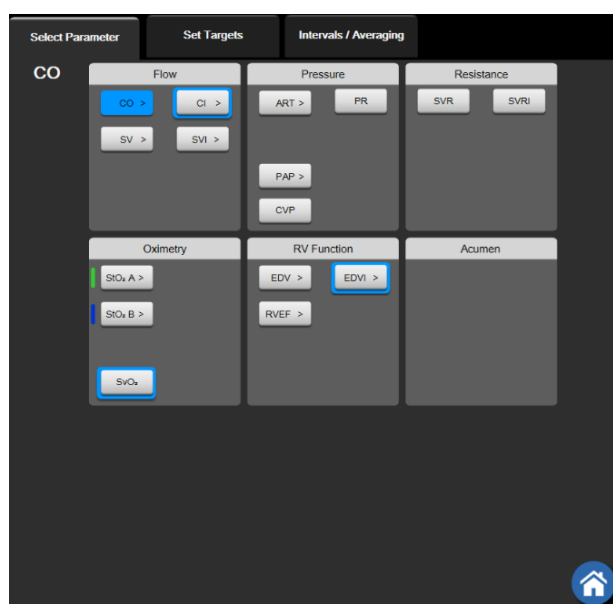 Select Parameter
Set Targets
Intervals / Averaging
CO
Flow
CO >
CI >
SV >
SVI >
Pressure
ART >
PR
PAP >
CVP
Resistance
SVR
SVRI
Oximetry
StO₂ A >
StO₂ B >
SvO₂
RV Function
EDV >
EDVI >
RVEF >
Acumen